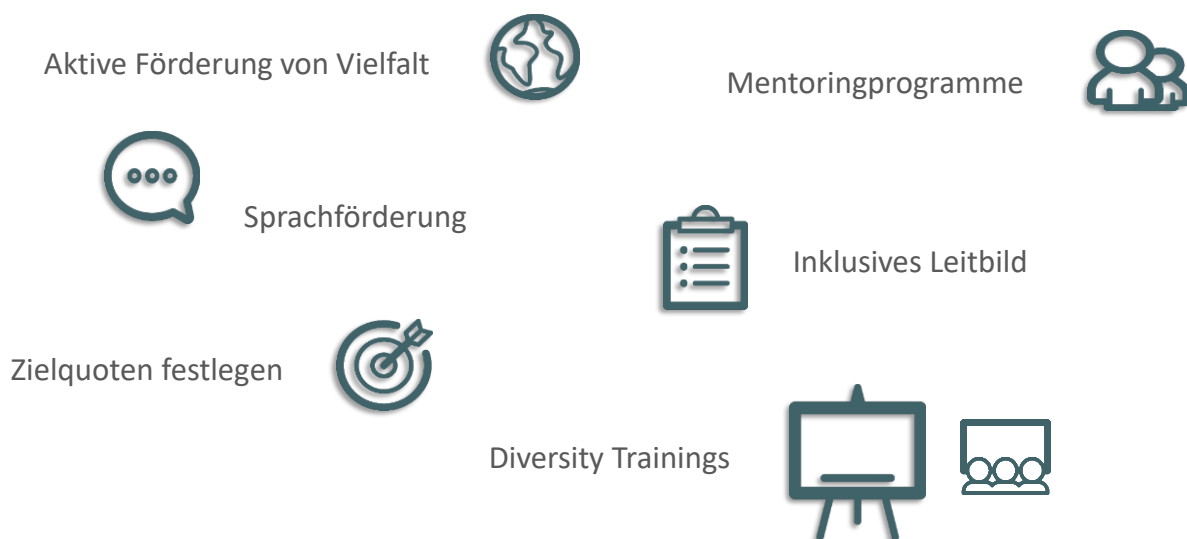 Aktive Förderung von Vielfalt
Mentoringprogramme
Sprachförderung
Inklusives Leitbild
Zielquoten festlegen
Diversity Trainings